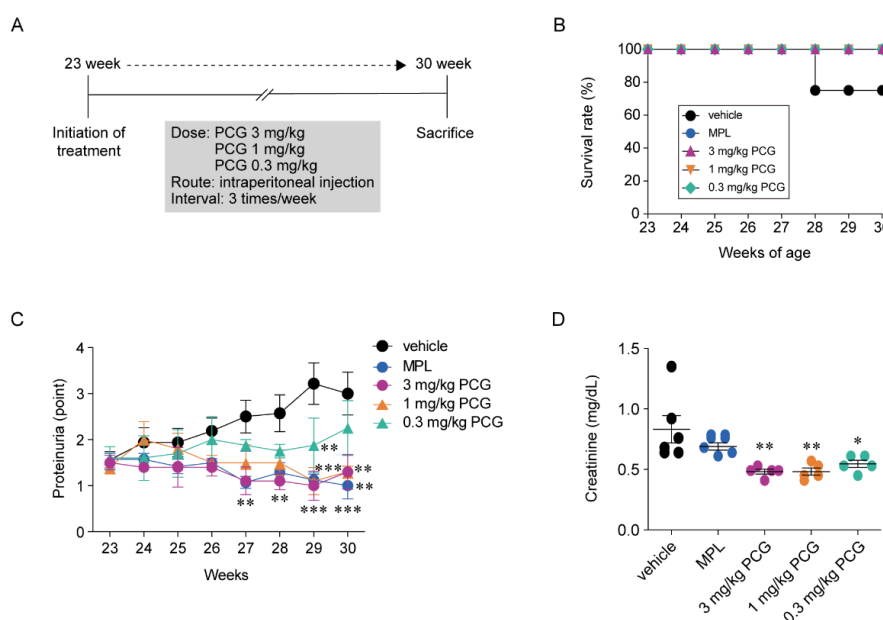 A
23 week
30 week
Initiation of
treatment
Sacrifice
Dose: PCG 3 mg/kg
PCG 1 mg/kg
PCG 0.3 mg/kg
Route: intraperitoneal injection
Interval: 3 times/week
B
Survival rate (%)
100
80
60
40
20
0
vehicle
MPL
3 mg/kg PCG
1 mg/kg PCG
0.3 mg/kg PCG
23 24 25 26 27 28 29 30
Weeks of age
C
Proteinuria (point)
4
3
2
1
0
vehicle
MPL
3 mg/kg PCG
1 mg/kg PCG
0.3 mg/kg PCG
**
*** **
**
** ** *** ***
23 24 25 26 27 28 29 30
Weeks
D
Creatinine (mg/dL)
1.5
1.0
0.5
0.0
** ** *
vehicle
MPL
3 mg/kg PCG
1 mg/kg PCG
0.3 mg/kg PCG